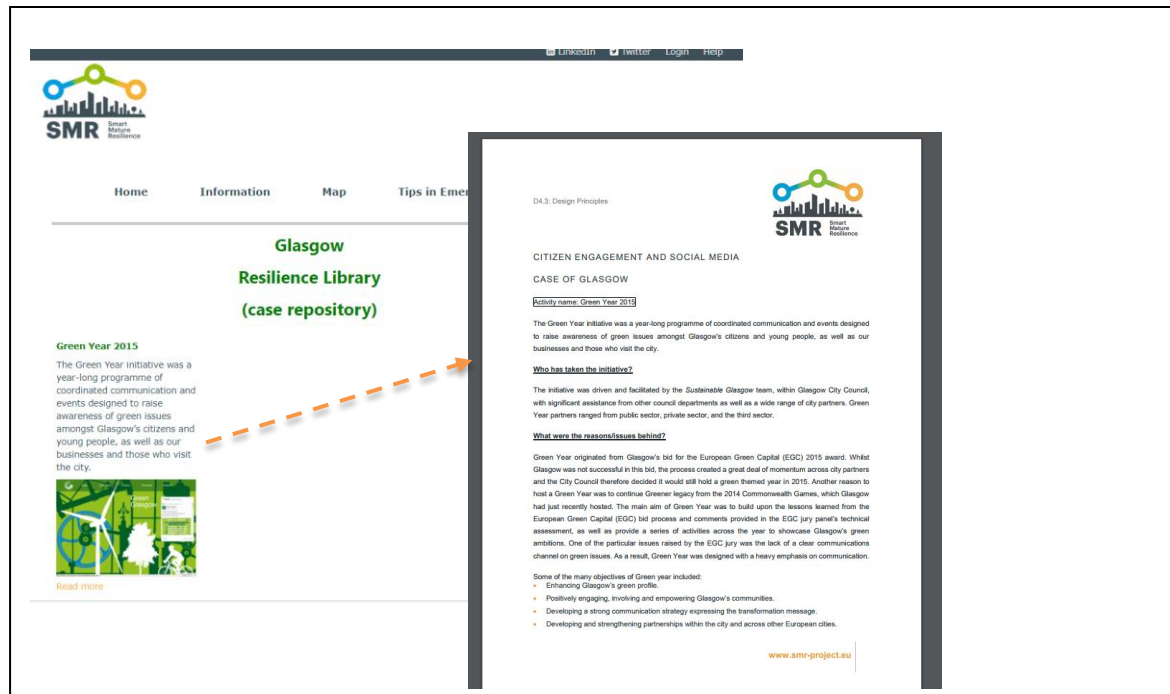 LinkedIn Twitter Login Help
SMR Smart
Mature
Resilience
Home Information Map Tips in Emer
Glasgow
Resilience Library
(case repository)
Green Year 2015
The Green Year initiative was a
year-long programme of
coordinated communication and
events designed to raise
awareness of green issues
amongst Glasgow's citizens and
young people, as well as our
businesses and those who visit
the city.
Green
Glasgow
Read more
D4.3: Design Principles
SMR Smart
Mature
Resilience
CITIZEN ENGAGEMENT AND SOCIAL MEDIA
CASE OF GLASGOW
Activity name: Green Year 2015
The Green Year initiative was a year-long programme of coordinated communication and events designed
to raise awareness of green issues amongst Glasgow's citizens and young people, as well as our
businesses and those who visit the city.
Who has taken the initiative?
The initiative was driven and facilitated by the Sustainable Glasgow team, within Glasgow City Council,
with significant assistance from other council departments as well as a wide range of city partners. Green
Year partners ranged from public sector, private sector, and the third sector.
What were the reasons/issues behind?
Green Year originated from Glasgow's bid for the European Green Capital (EGC) 2015 award. Whilst
Glasgow was not successful in this bid, the process created a great deal of momentum across city partners
and the City Council therefore decided it would still hold a green themed year in 2015. Another reason to
host a Green Year was to continue Greener legacy from the 2014 Commonwealth Games, which Glasgow
had just recently hosted. The main aim of Green Year was to build upon the lessons learned from the
European Green Capital (EGC) bid process and comments provided in the EGC jury panel's technical
assessment, as well as provide a series of activities across the year to showcase Glasgow's green
ambitions. One of the particular issues raised by the EGC jury was the lack of a clear communications
channel on green issues. As a result, Green Year was designed with a heavy emphasis on communication.
Some of the many objectives of Green year included:
• Enhancing Glasgow's green profile.
• Positively engaging, involving and empowering Glasgow's communities.
• Developing a strong communication strategy expressing the transformation message.
• Developing and strengthening partnerships within the city and across other European cities.
www.smr-project.eu